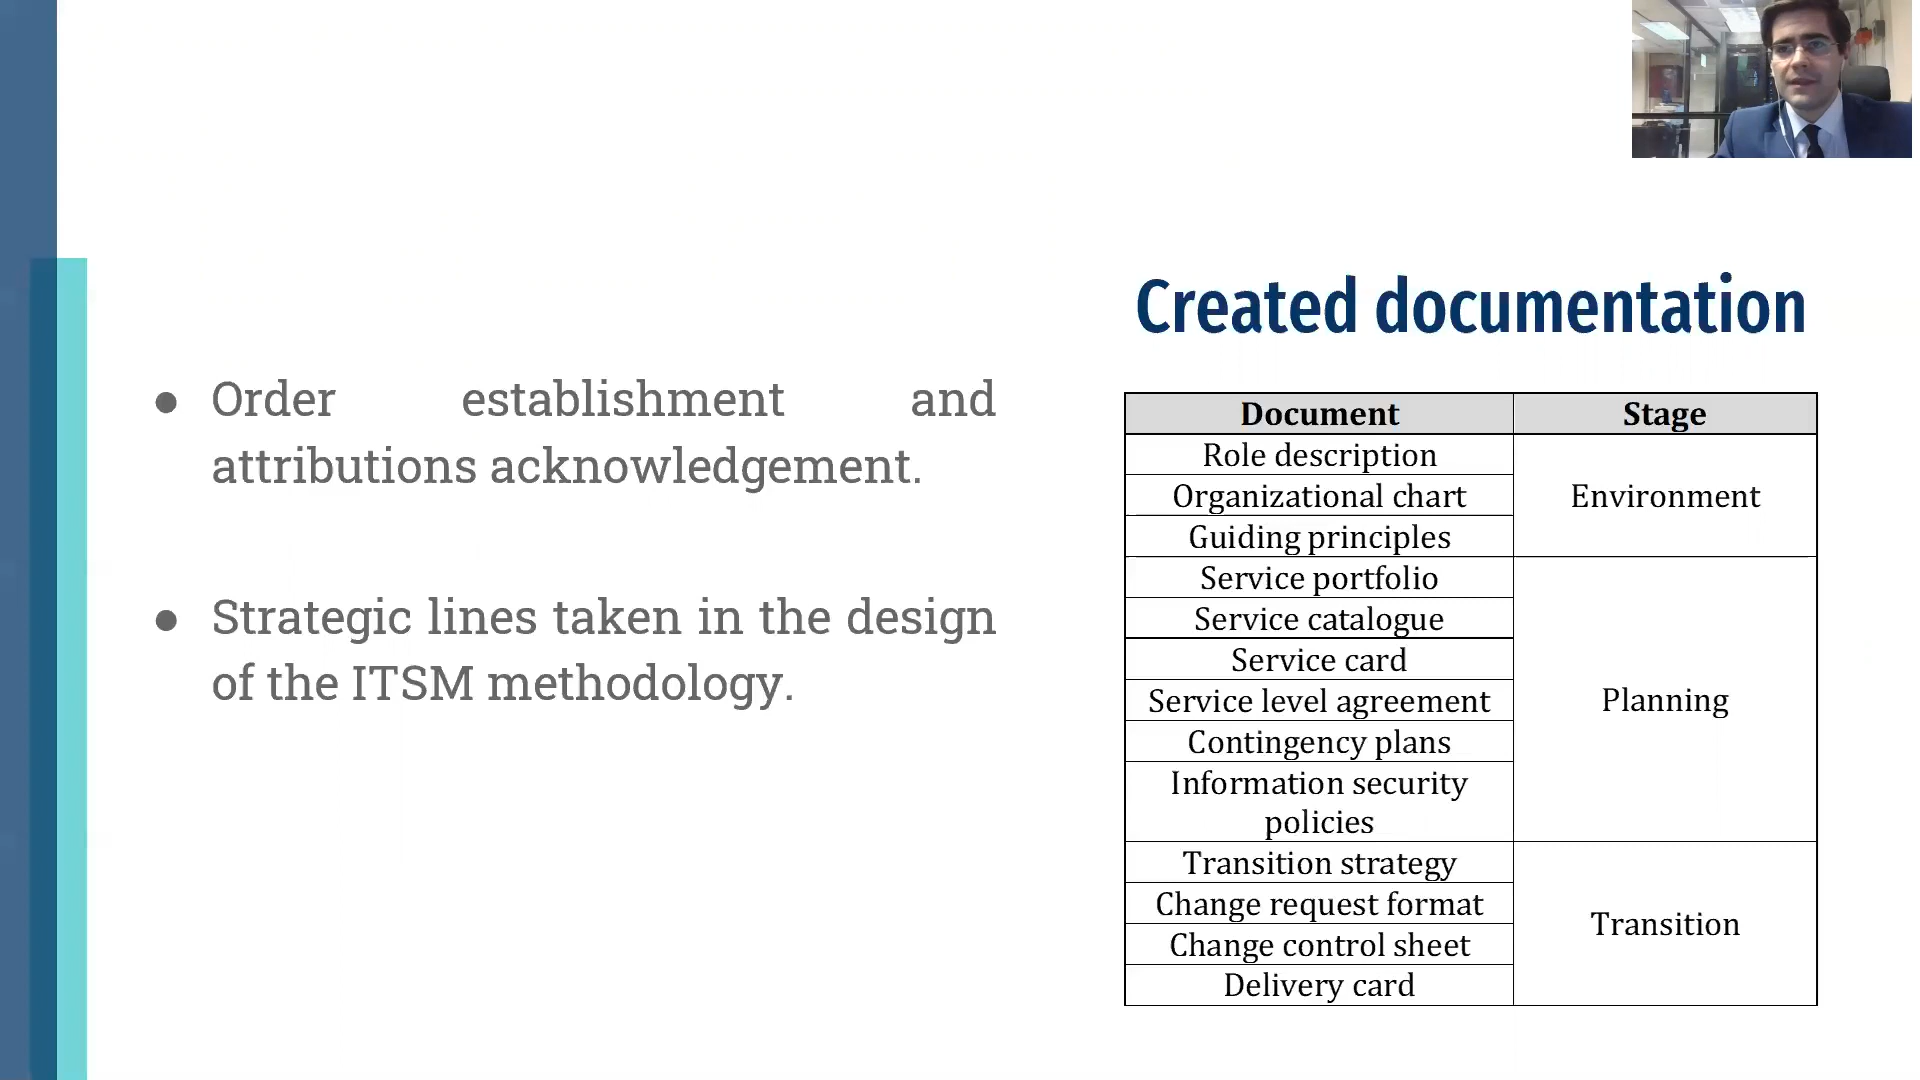 Created documentation
● Order establishment and
attributions acknowledgement.
● Strategic lines taken in the design
of the ITSM methodology.
Document Stage
Role description
Organizational chart
Guiding principles
Environment
Service portfolio
Service catalogue
Service card
Service level agreement
Contingency plans
Information security
policies
Planning
Transition strategy
Change request format
Change control sheet
Delivery card
Transition